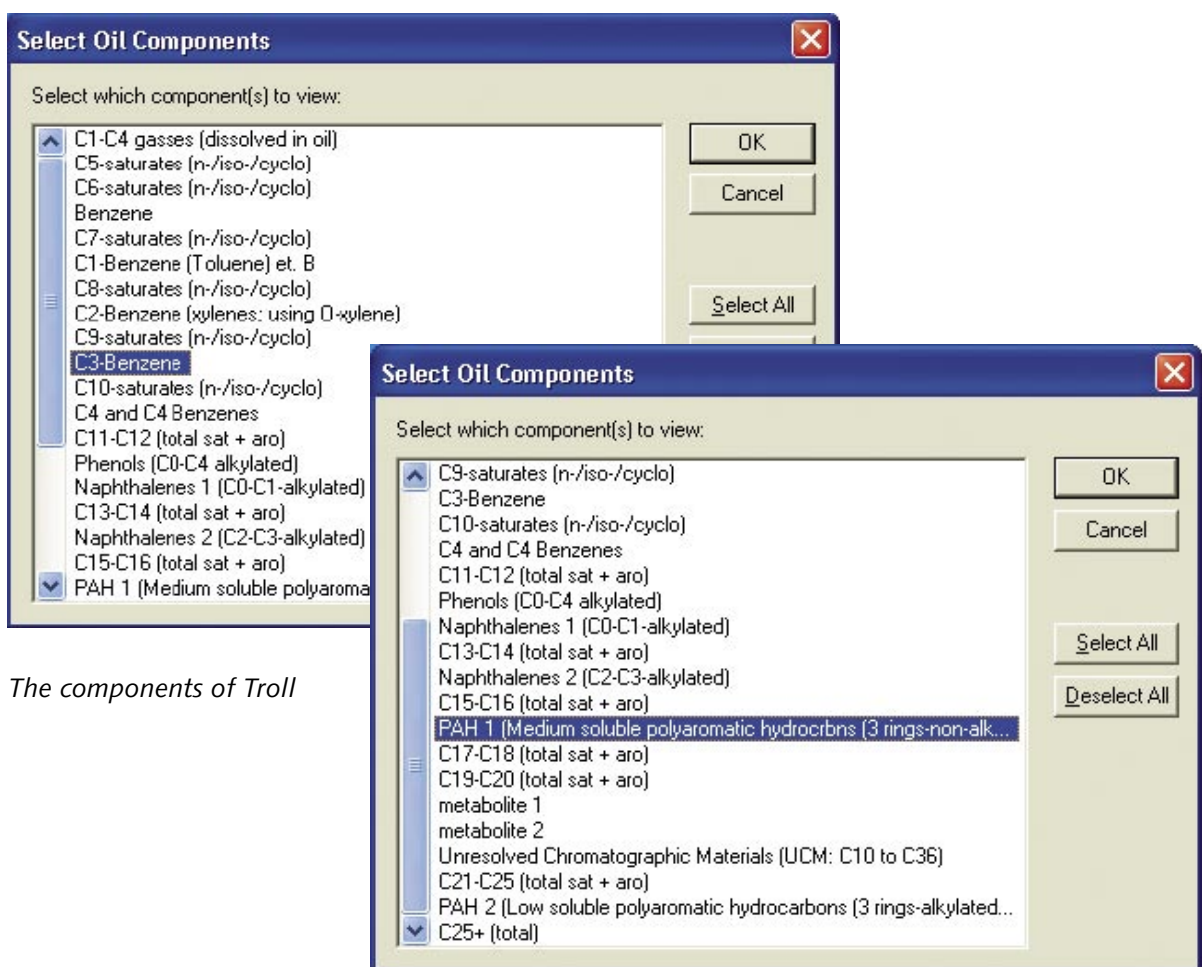 Select Oil Components
Select which component(s) to view:
C1-C4 gasses (dissolved in oil)
C5-saturates (n-/iso-/cyclo)
C6-saturates (n-/iso-/cyclo)
Benzene
C7-saturates (n-/iso-/cyclo)
C1-Benzene (Toluene) et. B
C8-saturates (n-/iso-/cyclo)
C2-Benzene (xylenes: using O-xylene)
C9-saturates (n-/iso-/cyclo)
C3-Benzene
C10-saturates (n-/iso-/cyclo)
C4 and C4 Benzenes
C11-C12 (total sat + aro)
Phenols (C0-C4 alkylated)
Naphthalenes 1 (C0-C1-alkylated)
C13-C14 (total sat + aro)
Naphthalenes 2 (C2-C3-alkylated)
C15-C16 (total sat + aro)
PAH 1 (Medium soluble polyaroma
OK
Cancel
Select All
The components of Troll
Select Oil Components
Select which component(s) to view:
C9-saturates (n-/iso-/cyclo)
C3-Benzene
C10-saturates (n-/iso-/cyclo)
C4 and C4 Benzenes
C11-C12 (total sat + aro)
Phenols (C0-C4 alkylated)
Naphthalenes 1 (C0-C1-alkylated)
C13-C14 (total sat + aro)
Naphthalenes 2 (C2-C3-alkylated)
C15-C16 (total sat + aro)
PAH 1 (Medium soluble polyaromatic hydrocrbns (3 rings-non-alk...
C17-C18 (total sat + aro)
C19-C20 (total sat + aro)
metabolite 1
metabolite 2
Unresolved Chromatographic Materials (UCM: C10 to C36)
C21-C25 (total sat + aro)
PAH 2 (Low soluble polyaromatic hydrocarbons (3 rings-alkylated...
C25+ (total)
OK
Cancel
Select All
Deselect All